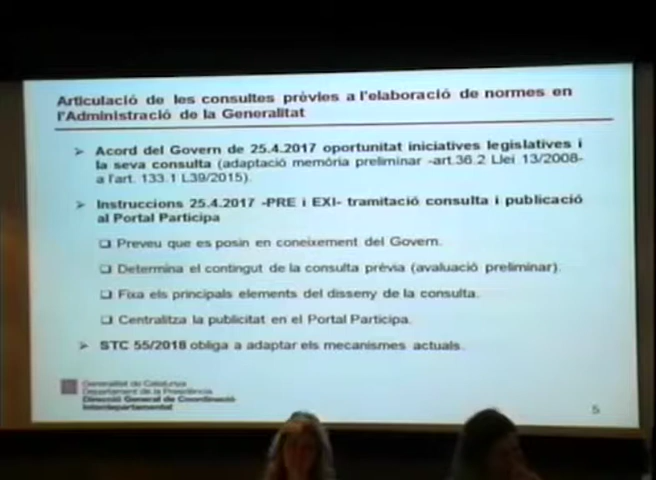 Articulació de les consultes prèvies a l'elaboració de normes en
l'Administració de la Generalitat
➢ Acord del Govern de 25.4.2017 oportunitat iniciatives legislatives i
la seva consulta (adaptació memòria preliminar -art.36.2 Llei 13/2008-
a l'art. 133.1 L39/2015).
➢ Instruccions 25.4.2017 -PRE i EXI- tramitació consulta i publicació
al Portal Participa
❑ Preveu que es posin en coneixement del Govern.
❑ Determina el contingut de la consulta prèvia (avaluació preliminar).
❑ Fixa els principals elements del disseny de la consulta.
❑ Centralitza la publicitat en el Portal Participa.
➢ STC 55/2018 obliga a adaptar els mecanismes actuals.
Generalitat de Catalunya
Departament de la Presidència
Direcció General de Coordinació
Interdepartamental
5